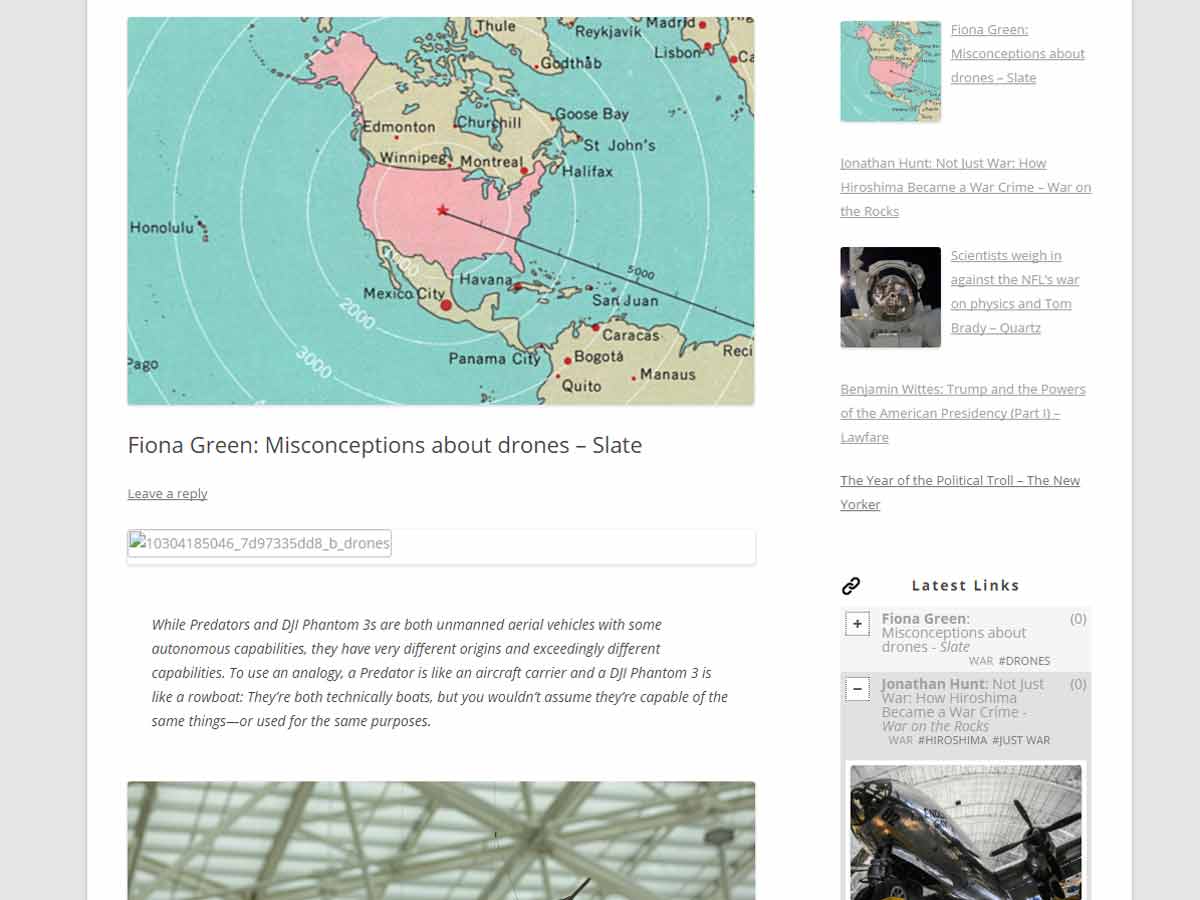 Thule
Reykjavík
Madrid
Lisbon
Godthåb
Edmonton
Churchill
Goose Bay
St John's
Winnipeg
Montreal
Halifax
Honolulu
5000
Havana
Mexico City
San Juan
2000
Caracas
Panama City
Bogotá
3000
Pago
Quito
Manaus
Fiona Green: Misconceptions about drones – Slate
Leave a reply
10304185046_7d97335dd8_b_drones
While Predators and DJI Phantom 3s are both unmanned aerial vehicles with some
autonomous capabilities, they have very different origins and exceedingly different
capabilities. To use an analogy, a Predator is like an aircraft carrier and a DJI Phantom 3 is
like a rowboat: They’re both technically boats, but you wouldn’t assume they’re capable of the
same things—or used for the same purposes.
Fiona Green:
Misconceptions about
drones – Slate
Jonathan Hunt: Not Just War: How
Hiroshima Became a War Crime – War on
the Rocks
Scientists weigh in
against the NFL’s war
on physics and Tom
Brady – Quartz
Benjamin Wittes: Trump and the Powers
of the American Presidency (Part I) –
Lawfare
The Year of the Political Troll – The New
Yorker
Latest Links
+ Fiona Green: (0)
Misconceptions about
drones - Slate
WAR #DRONES
− Jonathan Hunt: Not Just (0)
War: How Hiroshima
Became a War Crime -
War on the Rocks
WAR #HIROSHIMA #JUST WAR